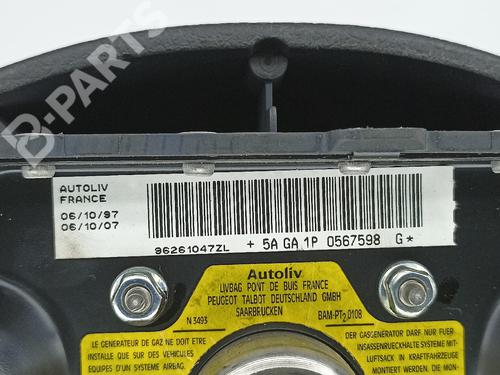 B-PARTS
AUTOLIV
FRANCE
06/10/97
06/10/07
96261047ZL + 5A GA 1P 0567598 G*
Autoliv
LIVBAG PONT DE BUIS FRANCE
PEUGEOT TALBOT DEUTSCHLAND GMBH
SAARBRUCKEN
N 3493
BAM-PT2 0108
LE GENERATEUR DE GAZ NE DOIT ETRE
INSTALLE QUE SUR DES VEHICULES
EQUIPES D'UN SYSTEME AIRBAG.
DER GASGENERATOR DARF NUR FUER
INSASSENRUECKHALTE SYSTEME MIT
LUFTSACK IN KRAFTFAHRZEUGE
MONTIERT WERDEN.